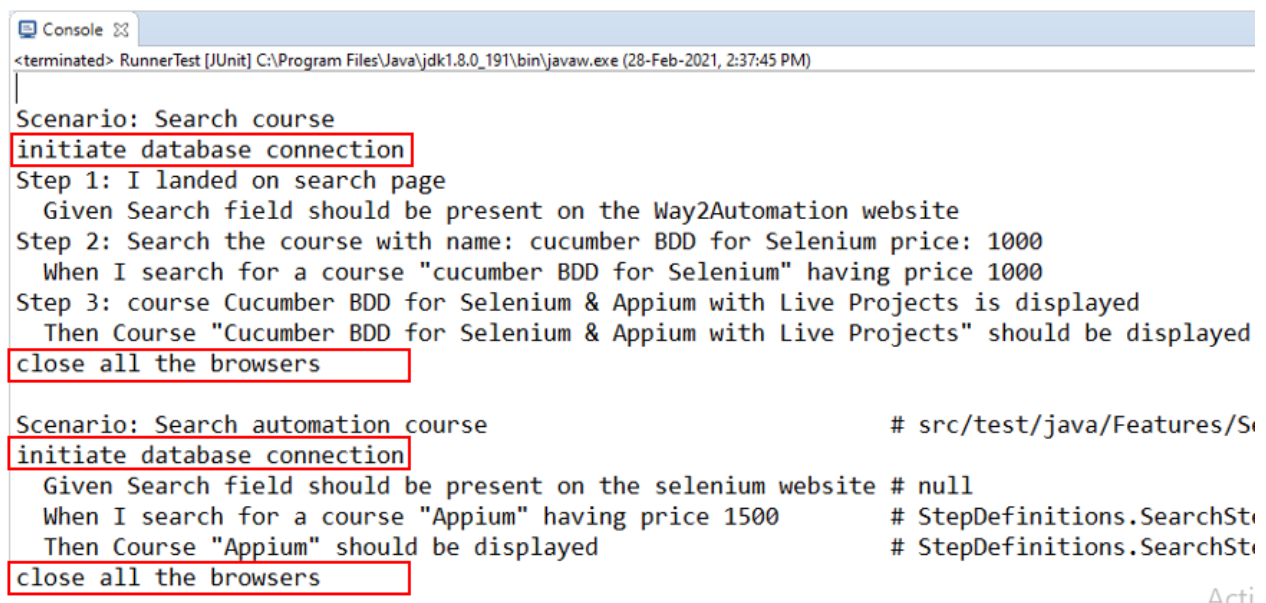 Console
<terminated> RunnerTest [JUnit] C:\Program Files\Java\jdk1.8.0_191\bin\javaw.exe (28-Feb-2021, 2:37:45 PM)
Scenario: Search course
initiate database connection
Step 1: I landed on search page
Given Search field should be present on the Way2Automation website
Step 2: Search the course with name: cucumber BDD for Selenium price: 1000
When I search for a course "cucumber BDD for Selenium" having price 1000
Step 3: course Cucumber BDD for Selenium & Appium with Live Projects is displayed
Then Course "Cucumber BDD for Selenium & Appium with Live Projects" should be displayed
close all the browsers
Scenario: Search automation course # src/test/java/Features/
initiate database connection
Given Search field should be present on the selenium website # null
When I search for a course "Appium" having price 1500 # StepDefinitions.
Then Course "Appium" should be displayed # StepDefinitions.
close all the browsers